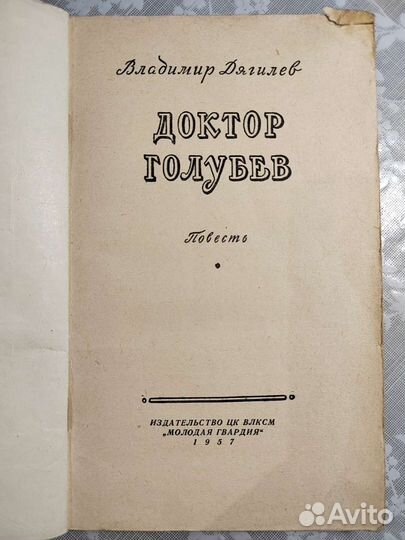 Владимир Дягилев
ДОКТОР
ГОЛУБЕВ
Повесть
ИЗДАТЕЛЬСТВО ЦК ВЛКСМ
„МОЛОДАЯ ГВАРДИЯ“
1957
Avito